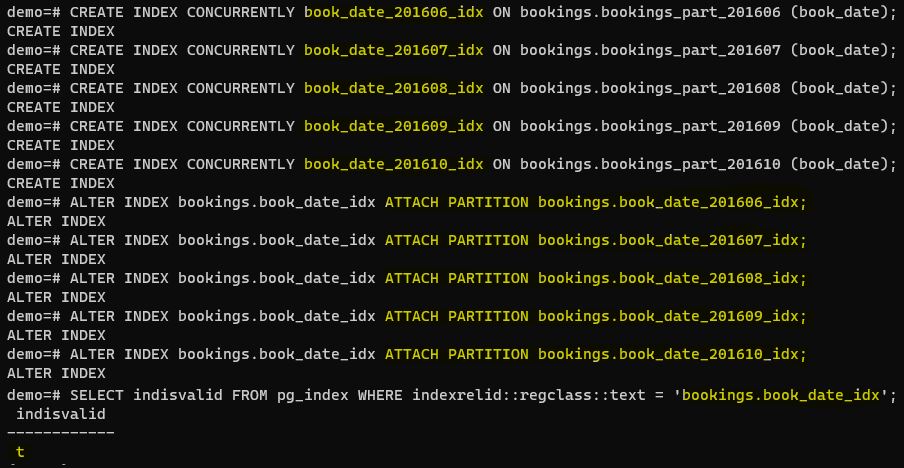 demo=# CREATE INDEX CONCURRENTLY book_date_201606_idx ON bookings.bookings_part_201606 (book_date);
CREATE INDEX
demo=# CREATE INDEX CONCURRENTLY book_date_201607_idx ON bookings.bookings_part_201607 (book_date);
CREATE INDEX
demo=# CREATE INDEX CONCURRENTLY book_date_201608_idx ON bookings.bookings_part_201608 (book_date);
CREATE INDEX
demo=# CREATE INDEX CONCURRENTLY book_date_201609_idx ON bookings.bookings_part_201609 (book_date);
CREATE INDEX
demo=# CREATE INDEX CONCURRENTLY book_date_201610_idx ON bookings.bookings_part_201610 (book_date);
CREATE INDEX
demo=# ALTER INDEX bookings.book_date_idx ATTACH PARTITION bookings.book_date_201606_idx;
ALTER INDEX
demo=# ALTER INDEX bookings.book_date_idx ATTACH PARTITION bookings.book_date_201607_idx;
ALTER INDEX
demo=# ALTER INDEX bookings.book_date_idx ATTACH PARTITION bookings.book_date_201608_idx;
ALTER INDEX
demo=# ALTER INDEX bookings.book_date_idx ATTACH PARTITION bookings.book_date_201609_idx;
ALTER INDEX
demo=# ALTER INDEX bookings.book_date_idx ATTACH PARTITION bookings.book_date_201610_idx;
ALTER INDEX
demo=# SELECT indisvalid FROM pg_index WHERE indexrelid::regclass::text = 'bookings.book_date_idx';
indisvalid
------------
t